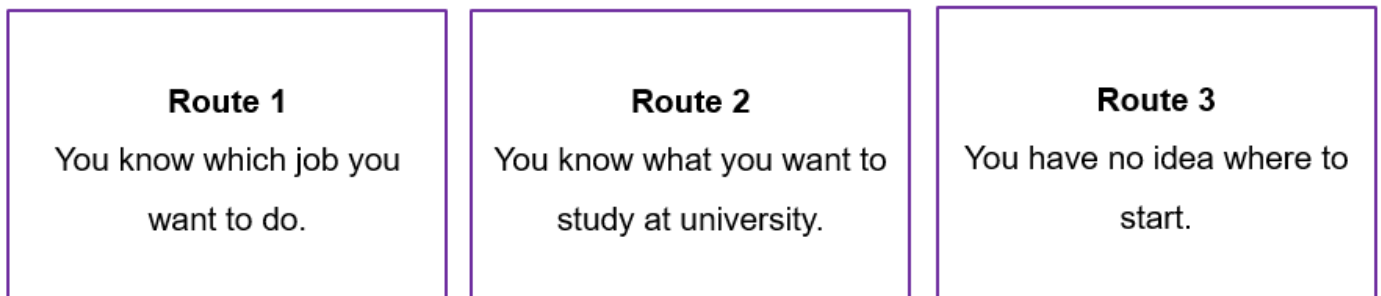 Route 1
You know which job you
want to do.
Route 2
You know what you want to
study at university.
Route 3
You have no idea where to
start.